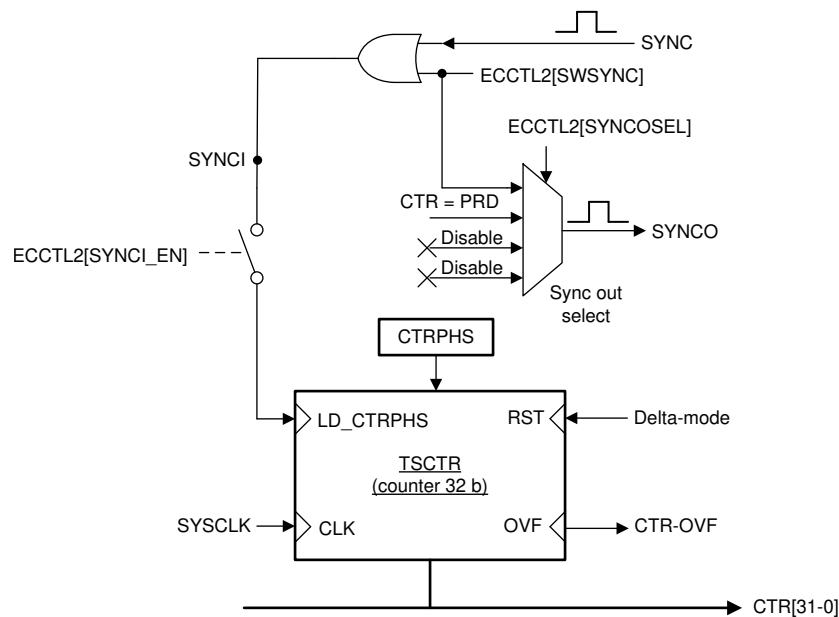 SYNC
ECCTL2[SWSYNC]
ECCTL2[SYNCOSEL]
SYNCI
CTR = PRD
Disable
SYNCO
ECCTL2[SYNCI_EN]
Disable
Sync out
select
CTRPHS
LD_CTRPHS
RST
Delta-mode
TSCTR
(counter 32 b)
SYSCLK
CLK
OVF
CTR-OVF
CTR[31-0]